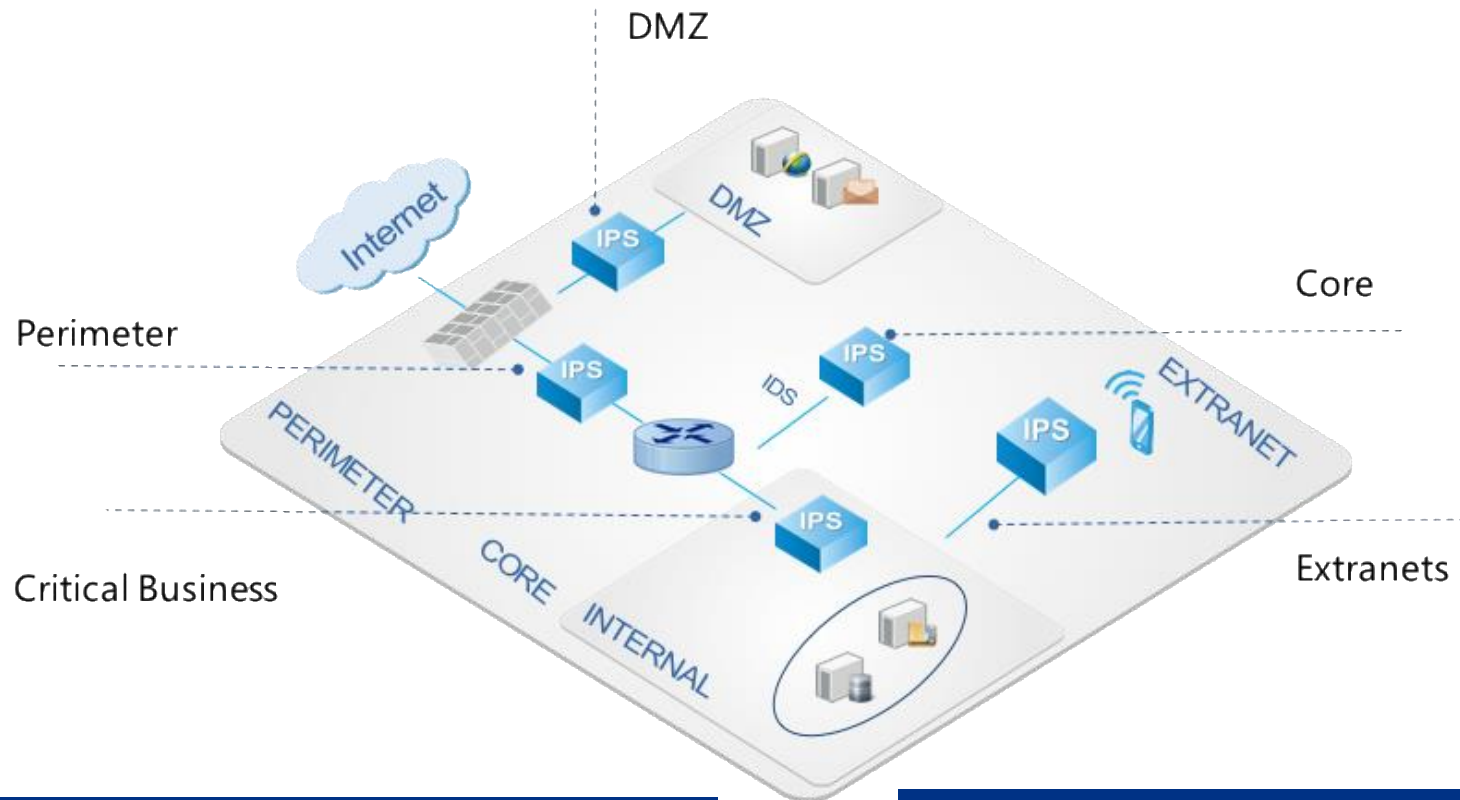 DMZ
DMZ
Internet
IPS
Core
Perimeter
IPS
IPS
IDS
EXTRANET
PERIMETER
IPS
IPS
CORE
Critical Business
Extranets
INTERNAL